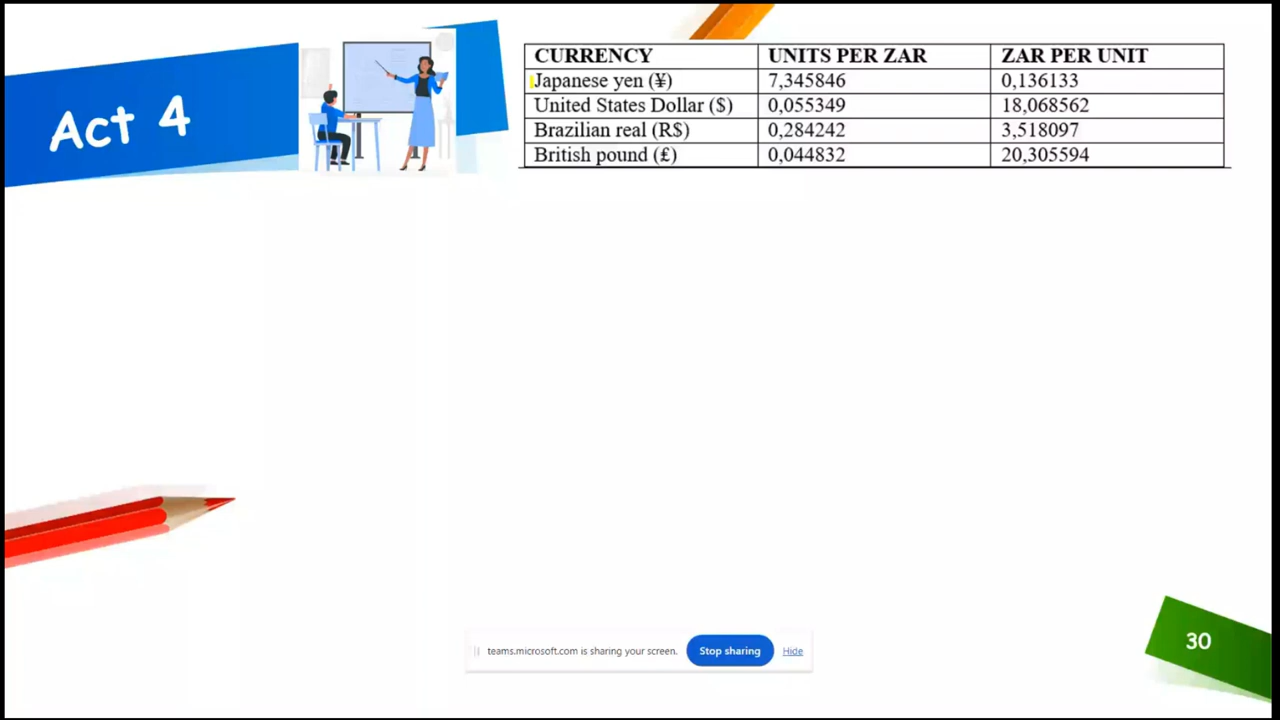 Act 4
CURRENCY UNITS PER ZAR ZAR PER UNIT
Japanese yen (¥) 7,345846 0,136133
United States Dollar ($) 0,055349 18,068562
Brazilian real (R$) 0,284242 3,518097
British pound (£) 0,044832 20,305594
teams.microsoft.com is sharing your screen. Stop sharing Hide
30